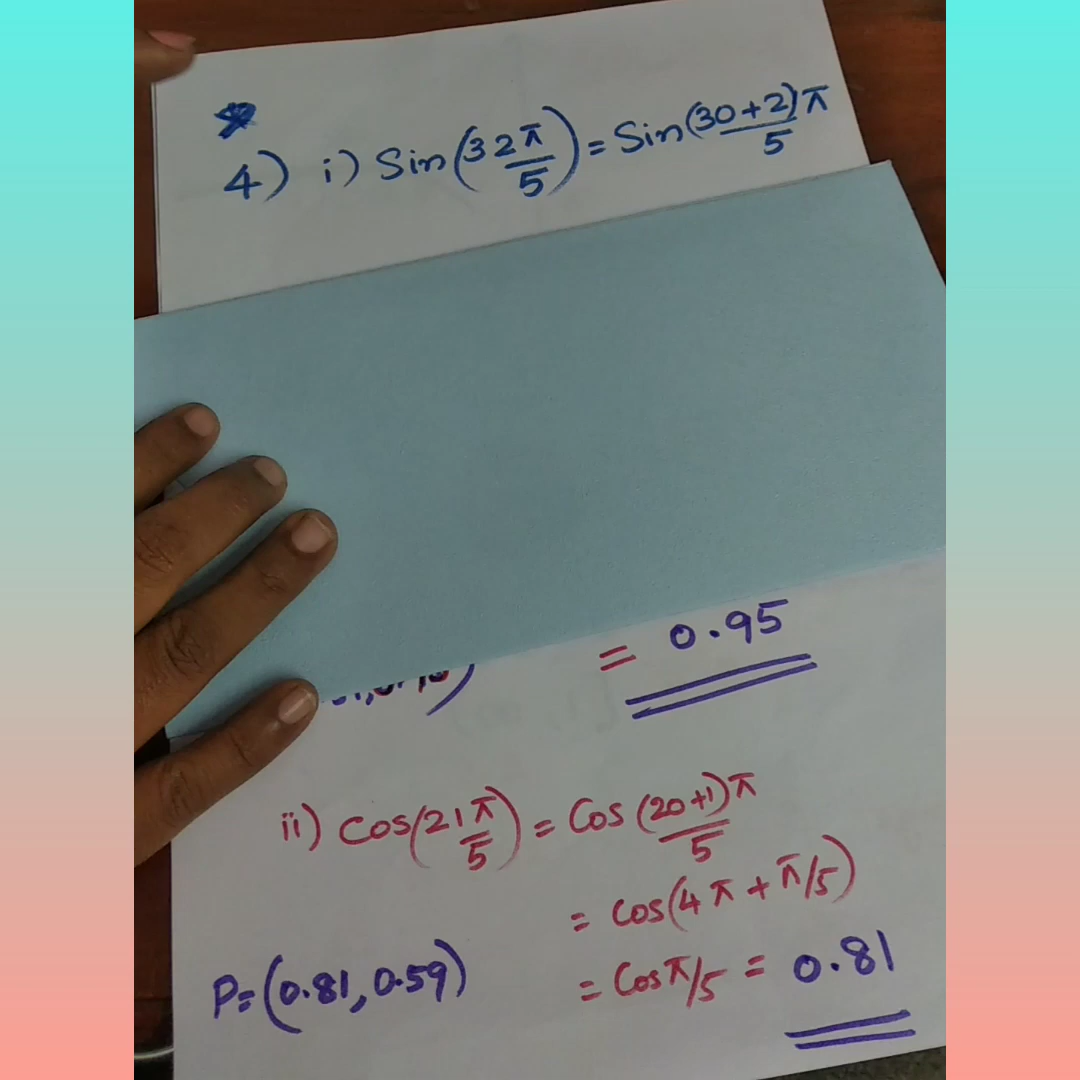 4) i) Sin(32π/5) = Sin(30+2)π/5
= 0.95
ii) Cos(21π/5) = Cos(20+1)π/5
= Cos(4π + π/5)
P=(0.81, 0.59) = Cosπ/5 = 0.81